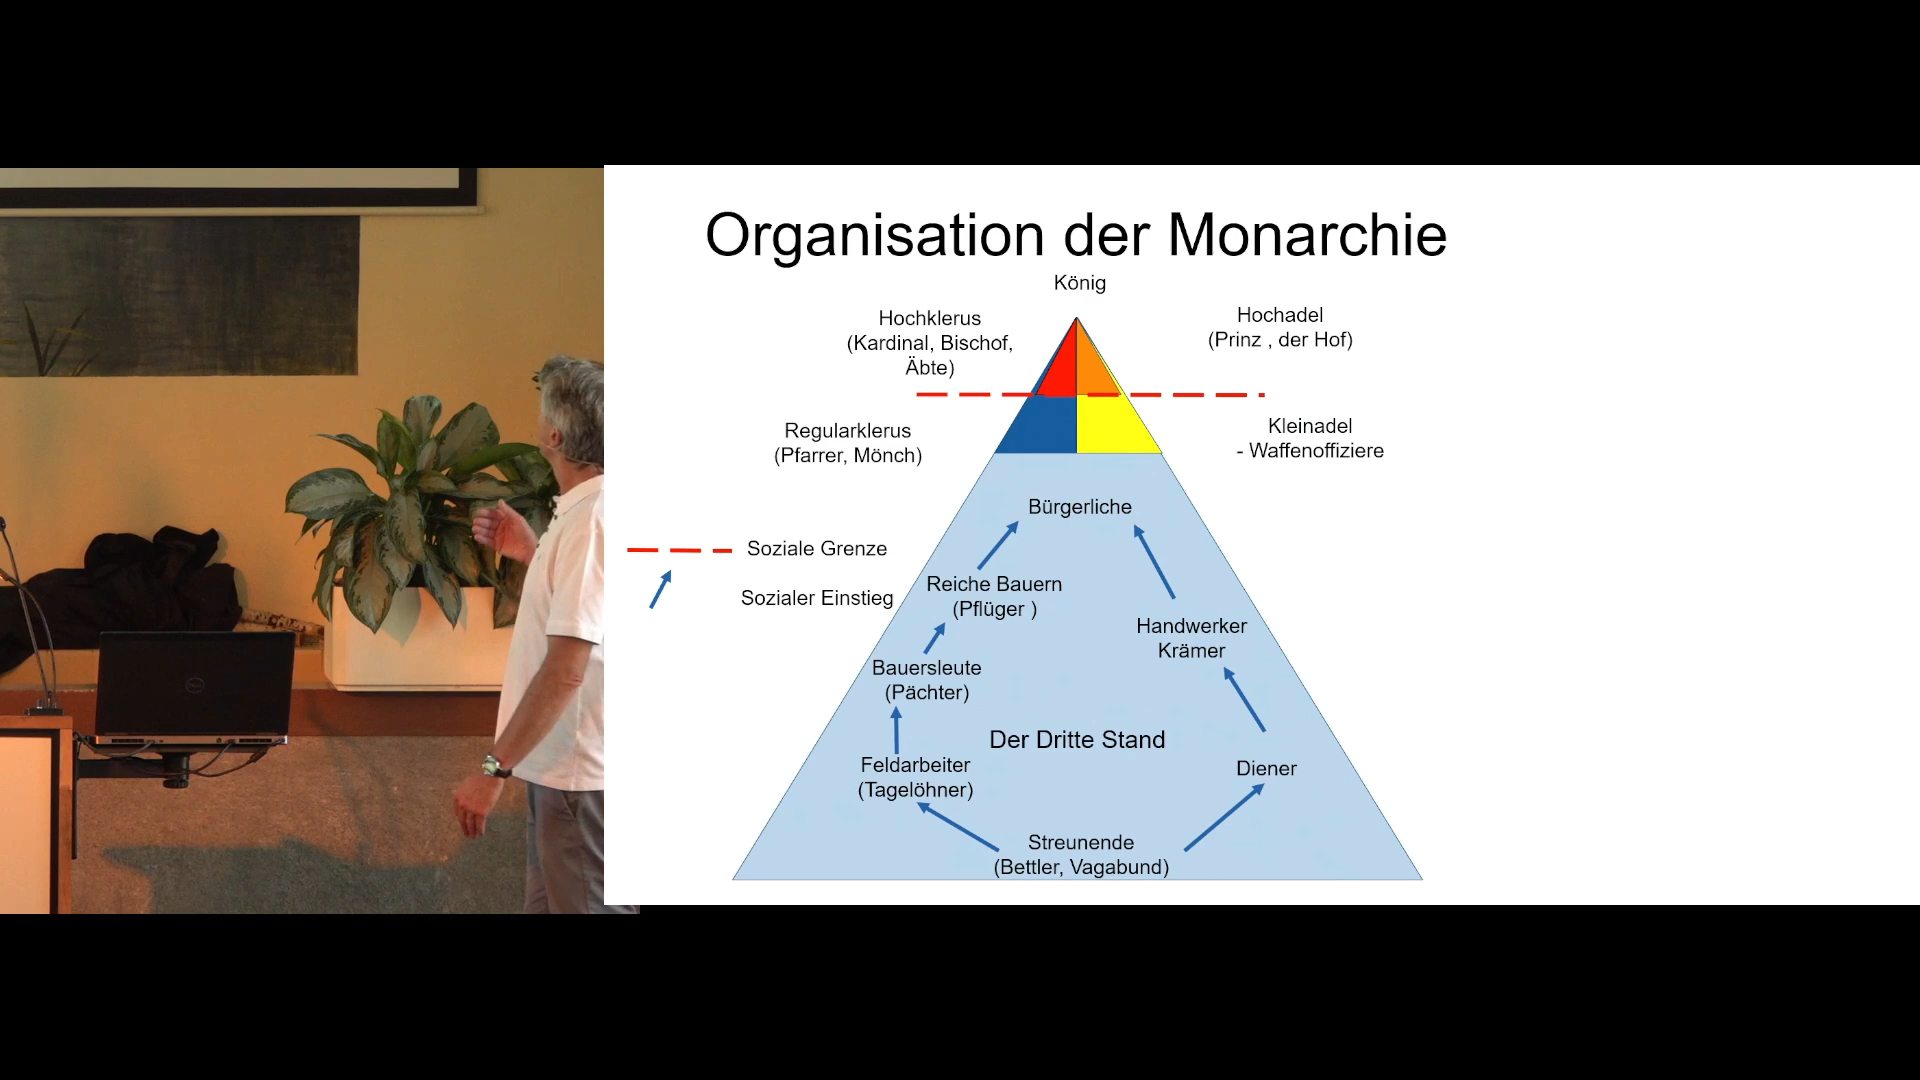 Organisation der Monarchie
König
Hochklerus
(Kardinal, Bischof,
Äbte)
Hochadel
(Prinz , der Hof)
Regularklerus
(Pfarrer, Mönch)
Kleinadel
- Waffenoffiziere
Bürgerliche
Soziale Grenze
Sozialer Einstieg
Reiche Bauern
(Pflüger )
Handwerker
Krämer
Bauersleute
(Pächter)
Der Dritte Stand
Feldarbeiter
(Tagelöhner)
Diener
Streunende
(Bettler, Vagabund)